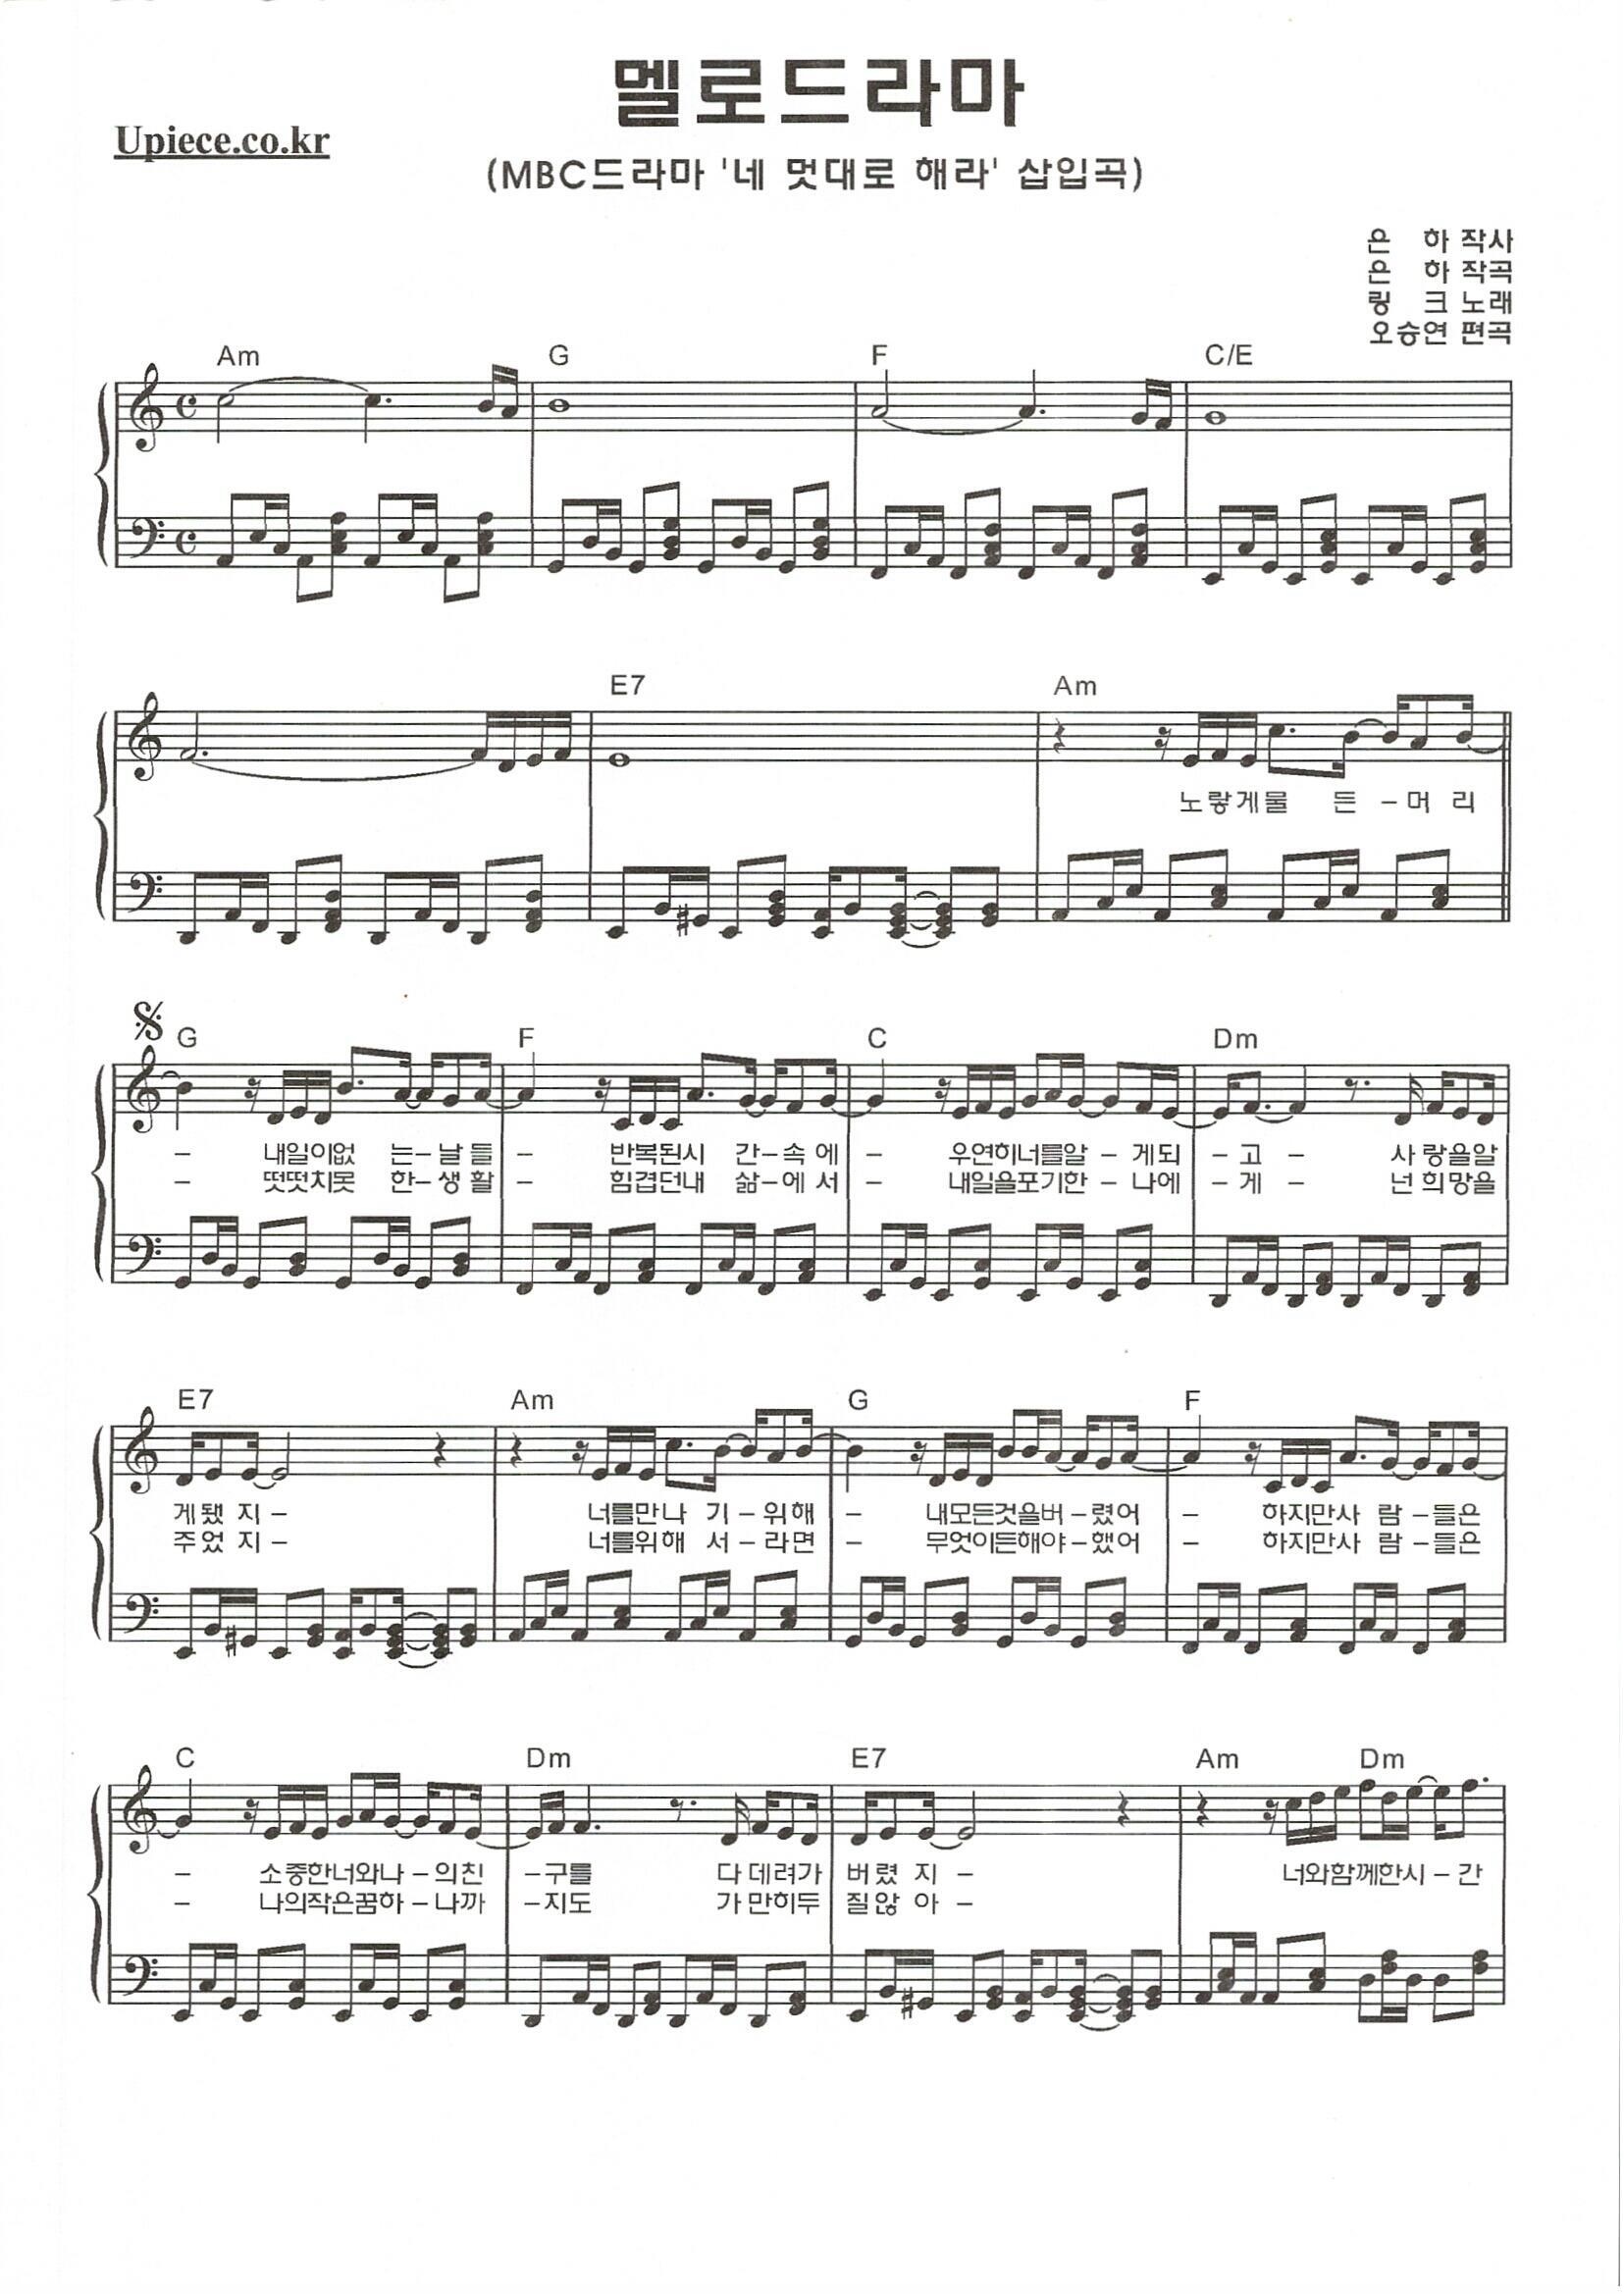 멜로드라마
Upiece.co.kr
(MBC드라마 '네 멋대로 해라' 삽입곡)
은 하 작사
은 하 작곡
링 크 노래
오승연 편곡
Am G F C/E
E7 Am
노랗게물 든 – 머 리
G F C Dm
– 내일이없 는 – 날 들 – 반복된시 간 – 속 에 – 우연히너를알 – 게되 – 고 – 사 랑을알
– 떳떳치못 한 – 생 활 – 힘겹던내 삶 – 에 서 – 내일을포기한 – 나에 – 게 – 넌 희망을
E7 Am G F
게됐 지 – 너를만나 기 – 위해 – 내모든것을버 – 렸어 – 하지만사 람 – 들은
주었 지 – 너를위해 서 – 라면 – 무엇이든해야 – 했어 – 하지만사 람 – 들은
C Dm E7 Am Dm
– 소중한너와나 – 의친 – 구를 다 데려가 버렸 지 – 너와함께한시 – 간
– 나의작은꿈하 – 나까 – 지도 가만히두 질않 아 –